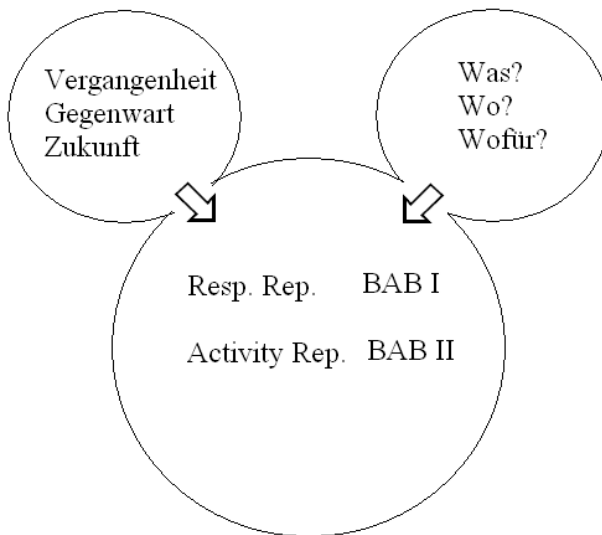 Vergangenheit
Gegenwart
Zukunft
Was?
Wo?
Wofür?
Resp. Rep. BAB I
Activity Rep. BAB II